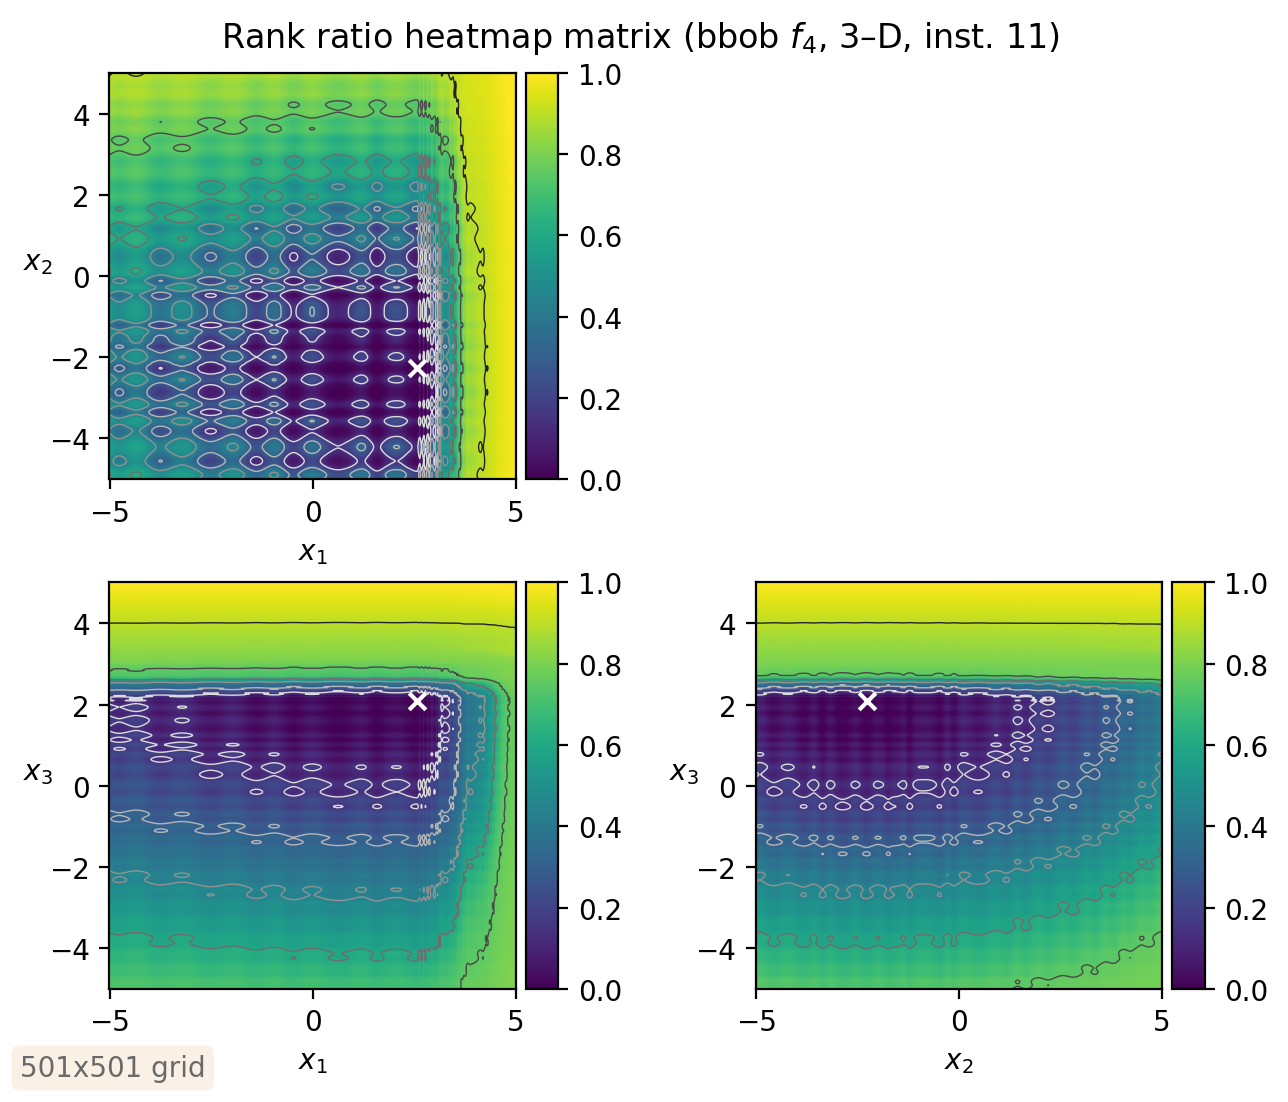 Rank ratio heatmap matrix (bbob f₄, 3–D, inst. 11)
1.0
4
0.8
2
0.6
x₂ 0
0.4
−2
0.2
−4
0.0
−5 0 5
x₁
1.0 1.0
4 4
0.8 0.8
2 2
0.6 0.6
x₃ 0 x₃ 0
0.4 0.4
−2 −2
0.2 0.2
−4 −4
0.0 0.0
−5 0 5 −5 0 5
x₁ x₂
501x501 grid